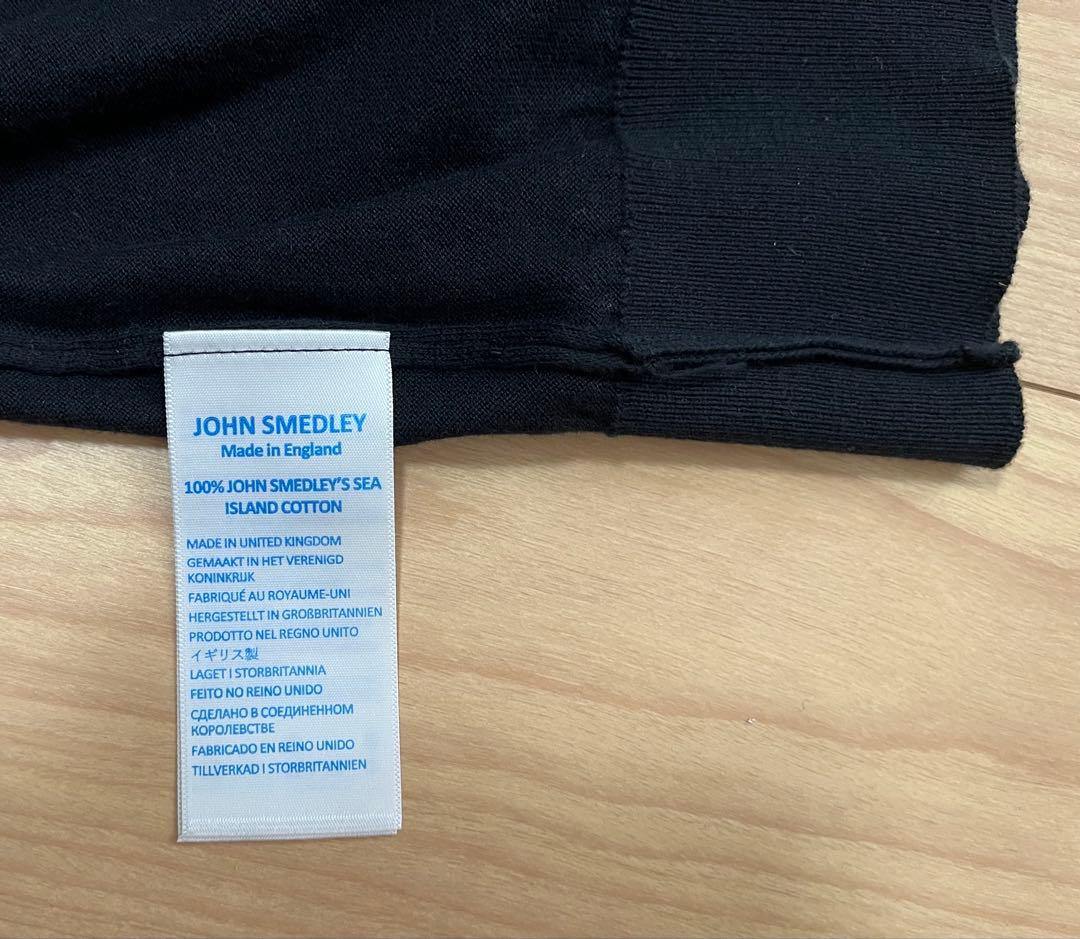 JOHN SMEDLEY
Made in England
100% JOHN SMEDLEY'S SEA
ISLAND COTTON
MADE IN UNITED KINGDOM
GEMAAKT IN HET VERENIGD
KONINKRIJK
FABRIQUÉ AU ROYAUME-UNI
HERGESTELLT IN GROßBRITANNIEN
PRODOTTO NEL REGNO UNITO
イギリス製
LAGET I STORBRITANNIA
FEITO NO REINO UNIDO
СДЕЛАНО В СОЕДИНЕННОМ
КОРОЛЕВСТВЕ
FABRICADO EN REINO UNIDO
TILLVERKAD I STORBRITANNIEN